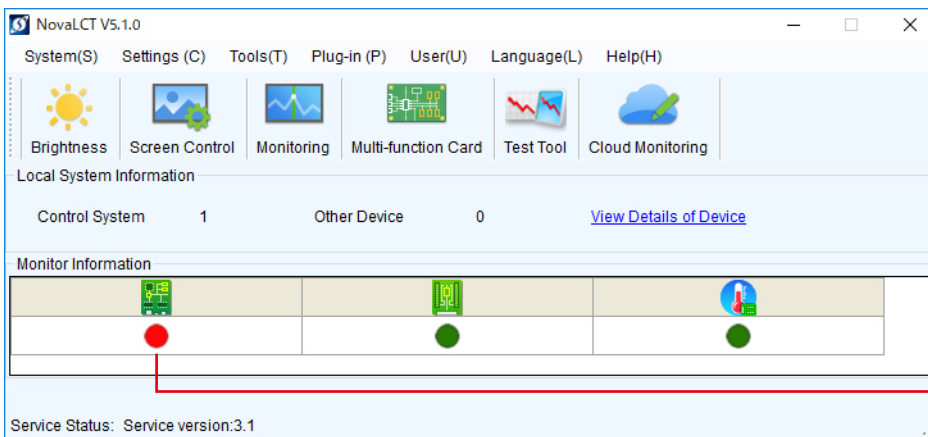 NovaLCT V5.1.0
System(S) Settings (C) Tools(T) Plug-in (P) User(U) Language(L) Help(H)
Brightness Screen Control Monitoring Multi-function Card Test Tool Cloud Monitoring
Local System Information
Control System 1 Other Device 0 View Details of Device
Monitor Information
Service Status: Service version:3.1